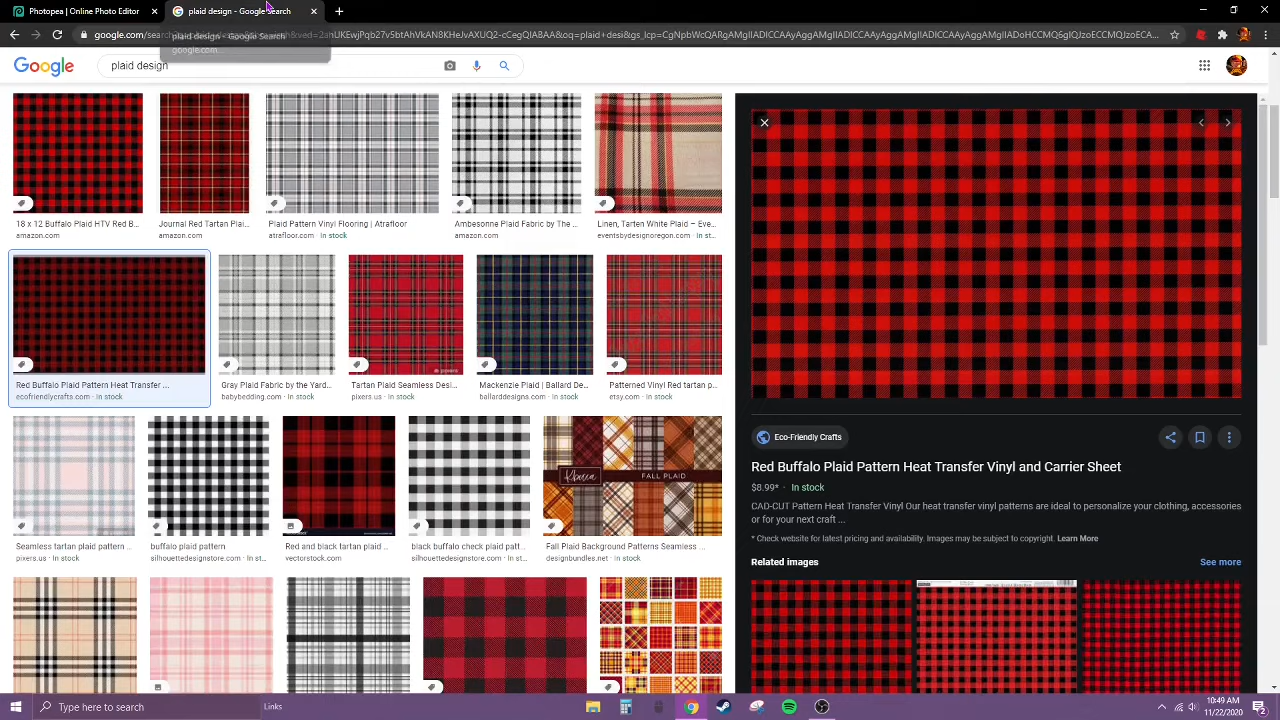 Photopea Online Photo Editor
plaid design - Google Search
plaid design - Google Search
google.com...
Google
plaid design
18 x 12 Buffalo Plaid HTV Red B...
amazon.com
Journal Red Tartan Plai...
amazon.com
Plaid Pattern Vinyl Flooring | Atrafloor
atrafloor.com · In stock
Ambesonne Plaid Fabric by The ...
amazon.com
Linen, Tarten White Plaid – Eve...
eventsbydesignoregon.com · In st...
Red Buffalo Plaid Pattern Heat Transfer ...
ecofriendlycrafts.com · In stock
Gray Plaid Fabric by the Yard...
babybedding.com · In stock
Tartan Plaid Seamless Desi...
pixers.us · In stock
Mackenzie Plaid | Ballard De...
ballarddesigns.com · In stock
Patterned Vinyl Red tartan p...
etsy.com · In stock
FALL PLAID
Seamless tartan plaid pattern ...
pixers.us · In stock
buffalo plaid pattern
silhouettedesignstore.com · In st...
Red and black tartan plaid ...
vectorstock.com
black buffalo check plaid patt...
silhouettedesignstore.com · In st...
Fall Plaid Background Patterns Seamless ...
designbundles.net · In stock
Eco-Friendly Crafts
Red Buffalo Plaid Pattern Heat Transfer Vinyl and Carrier Sheet
$8.99* · In stock
CAD-CUT Pattern Heat Transfer Vinyl Our heat transfer vinyl patterns are ideal to personalize your clothing, accessories
or for your next craft ...
* Check website for latest pricing and availability. Images may be subject to copyright. Learn More
Related images
See more
Type here to search
Links
10:49 AM
11/22/2020
2